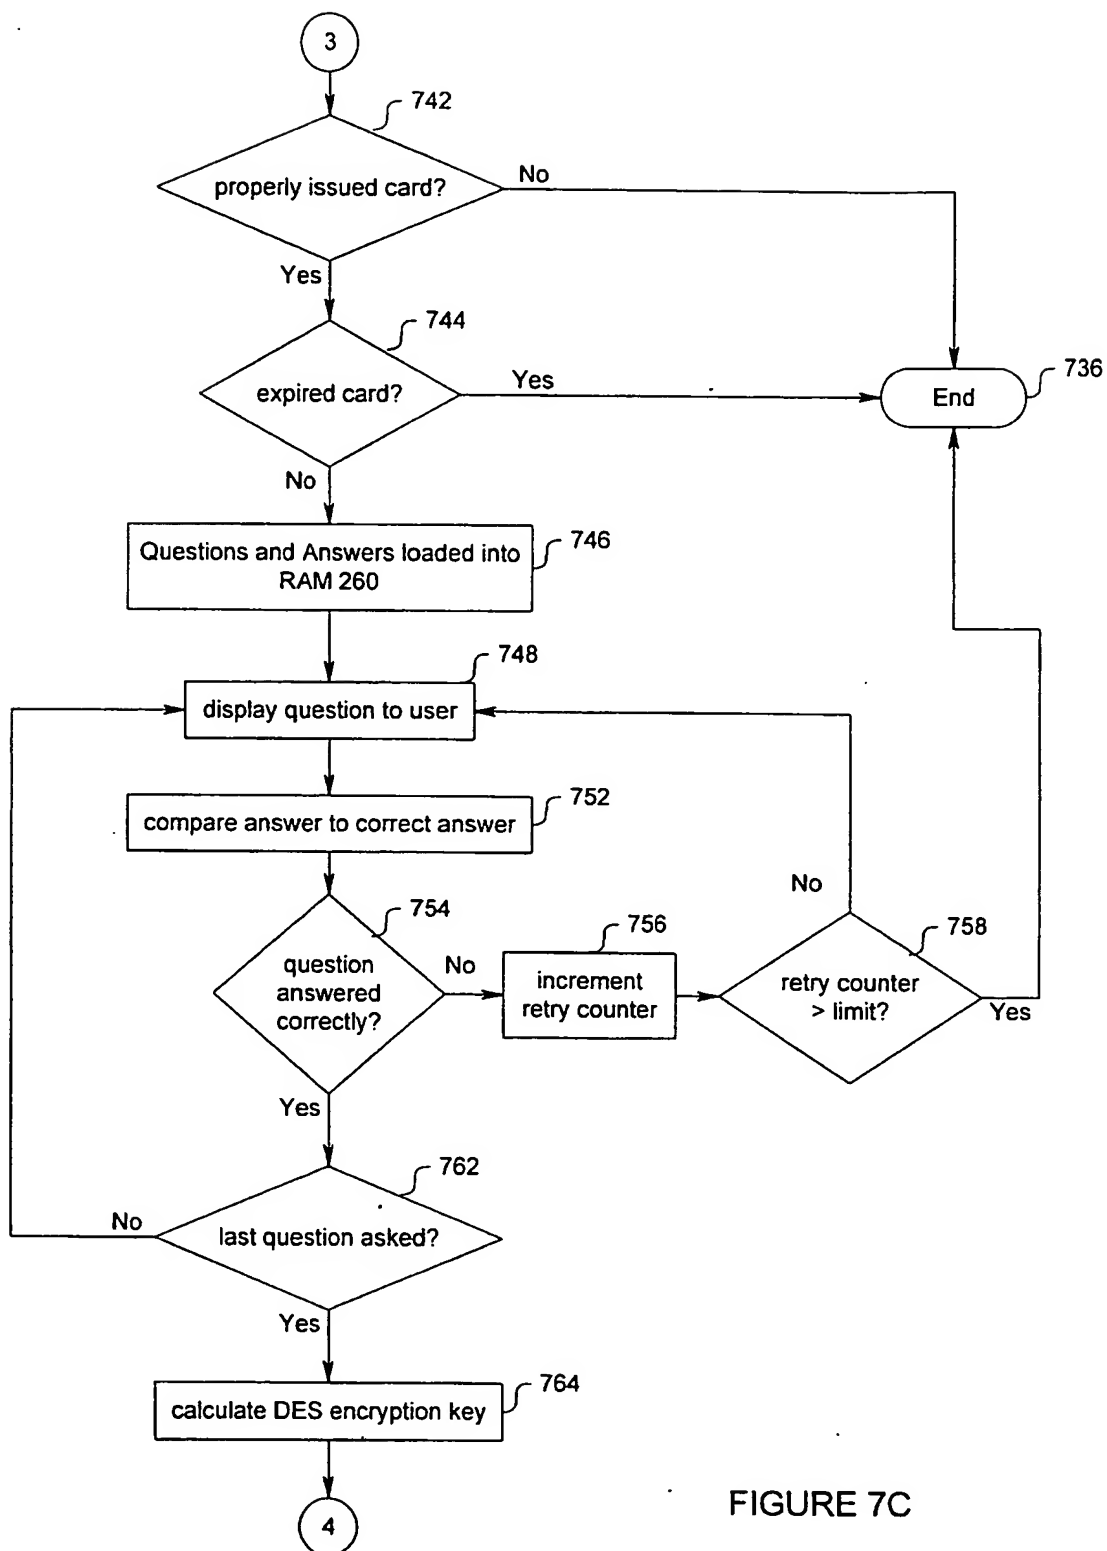 3
742
properly issued card?
No
Yes
744
expired card?
Yes
736
End
No
Questions and Answers loaded into
RAM 260
746
748
display question to user
752
compare answer to correct answer
No
754
question
answered
correctly?
No
756
increment
retry counter
758
retry counter
> limit?
Yes
Yes
762
last question asked?
No
Yes
764
calculate DES encryption key
4
FIGURE 7C